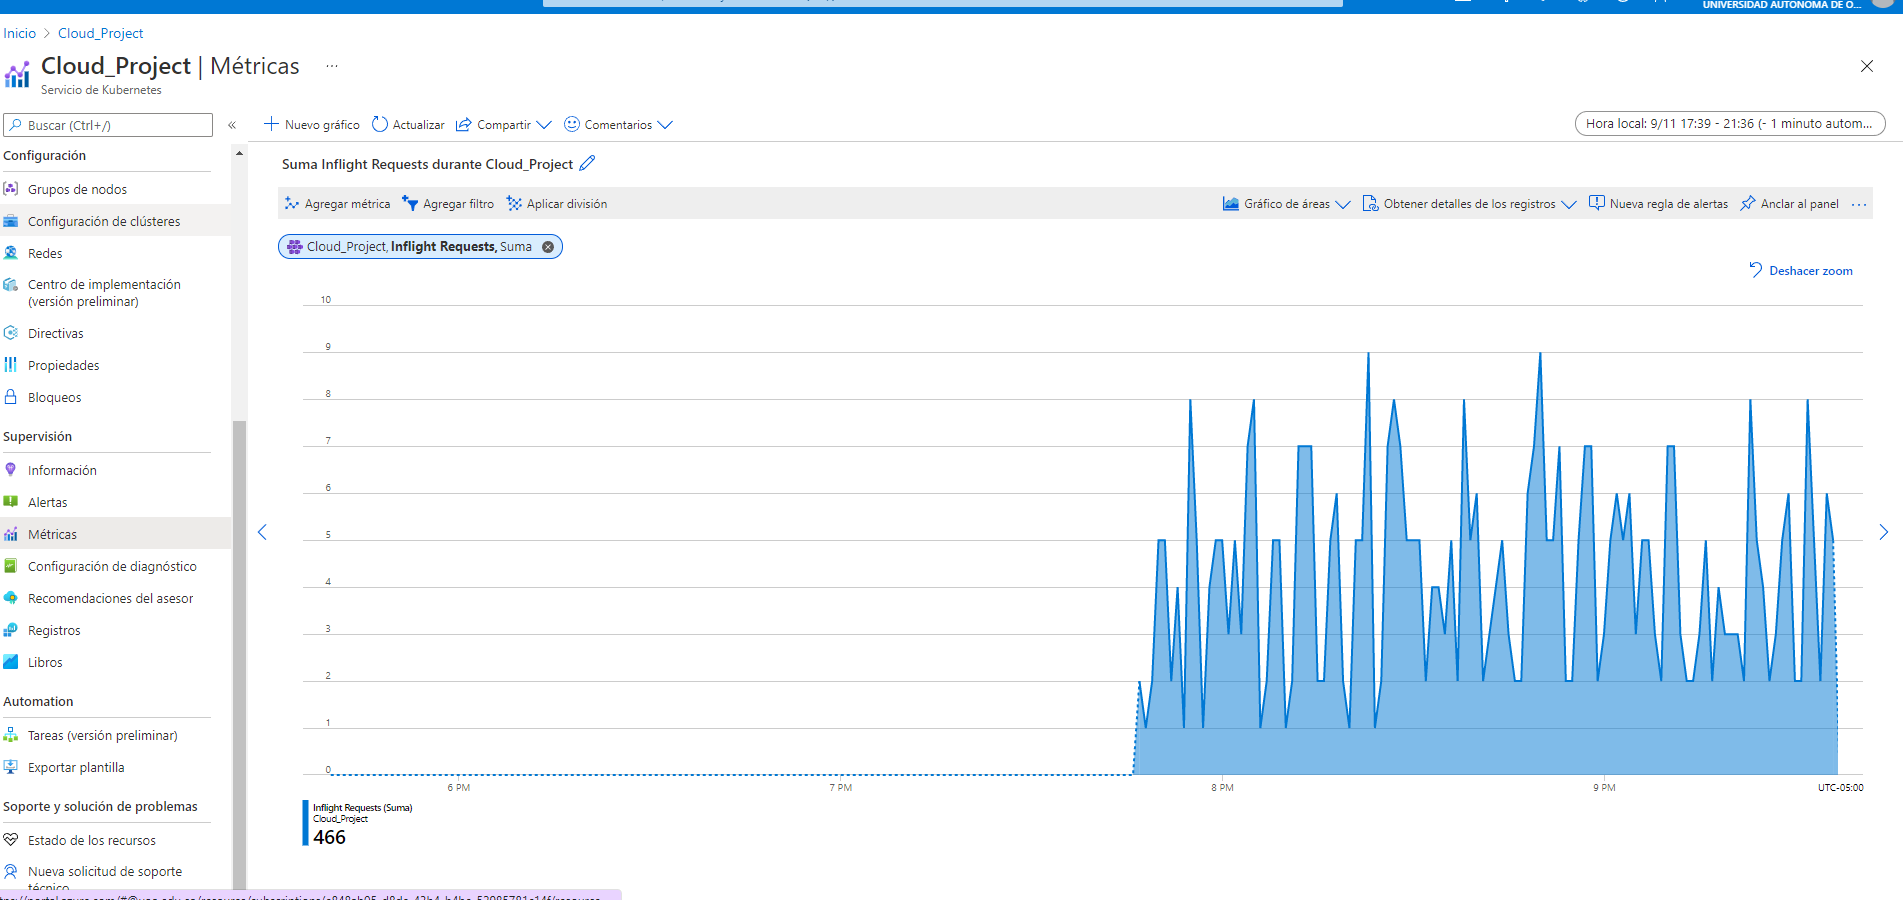 UNIVERSIDAD AUTONOMA DE O...
Inicio > Cloud_Project
Cloud_Project | Métricas ...
Servicio de Kubernetes
Buscar (Ctrl+/)
«
Nuevo gráfico
Actualizar
Compartir
Comentarios
Hora local: 9/11 17:39 - 21:36 (- 1 minuto autom...
Configuración
Grupos de nodos
Configuración de clústeres
Redes
Centro de implementación
(versión preliminar)
Directivas
Propiedades
Bloqueos
Supervisión
Información
Alertas
Métricas
Configuración de diagnóstico
Recomendaciones del asesor
Registros
Libros
Automation
Tareas (versión preliminar)
Exportar plantilla
Soporte y solución de problemas
Estado de los recursos
Nueva solicitud de soporte
técnico
Suma Inflight Requests durante Cloud_Project
Agregar métrica
Agregar filtro
Aplicar división
Gráfico de áreas
Obtener detalles de los registros
Nueva regla de alertas
Anclar al panel
...
Cloud_Project, Inflight Requests, Suma
Deshacer zoom
10
9
8
7
6
5
4
3
2
1
0
6 PM
7 PM
8 PM
9 PM
UTC-05:00
Inflight Requests (Suma)
Cloud_Project
466